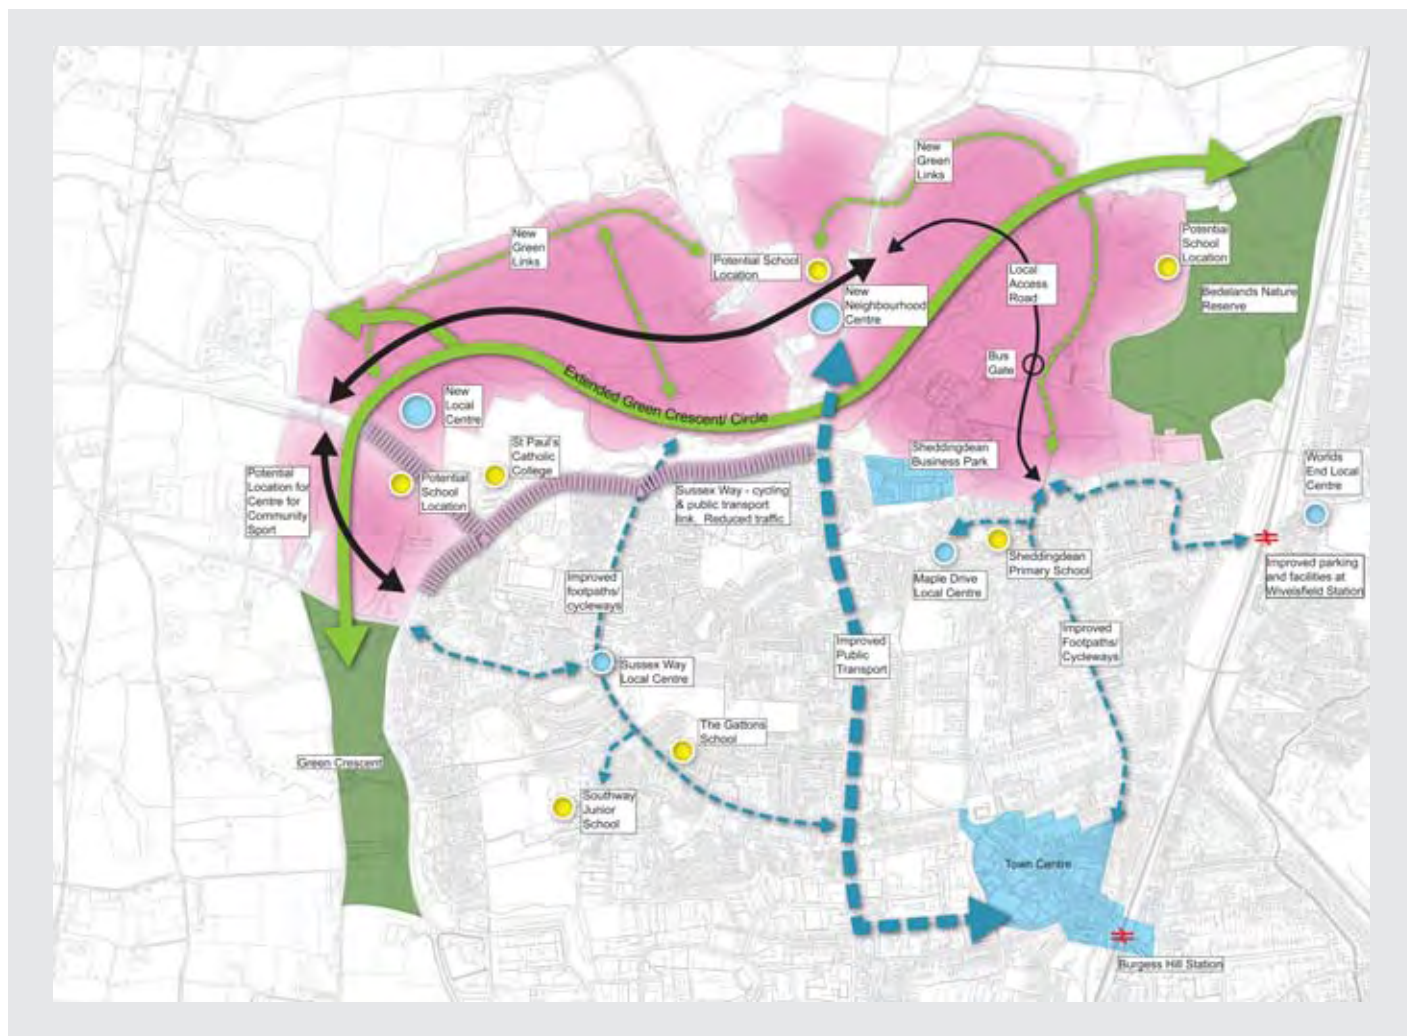 New
Green
Links
New
Green
Links
Potential School
Location
Potential
School
Location
Local
Access
Road
Bedelands Nature
Reserve
New
Neighbourhood
Centre
Bus
Gate
Extended Green Crescent/ Circle
New
Local
Centre
St Paul's
Catholic
College
Sheddingdean
Business Park
Worlds
End Local
Centre
Potential
Location for
Centre for
Community
Sport
Potential
School
Location
Sussex Way - cycling
& public transport
link. Reduced traffic
Sheddingdean
Primary School
Maple Drive
Local Centre
Improved parking
and facilities at
Wivelsfield Station
Improved
footpaths/
cycleways
Improved
Public
Transport
Improved
Footpaths/
Cycleways
Sussex Way
Local Centre
The Gattons
School
Green Crescent
Southway
Junior
School
Town Centre
Burgess Hill Station